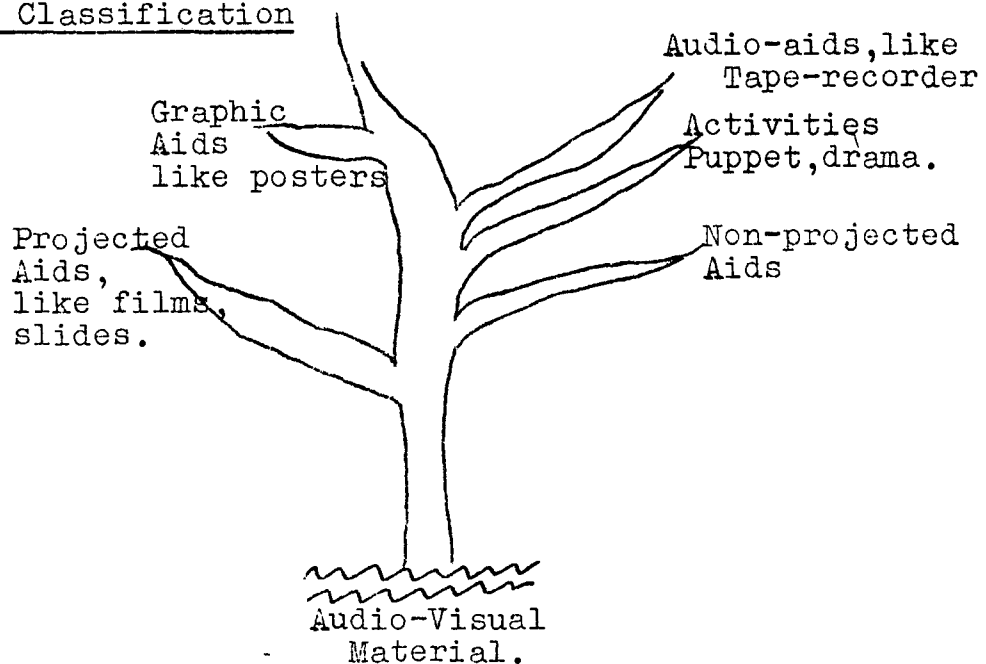 Classification
Audio-aids,like
Tape-recorder
Graphic
Aids
like posters
Activities
Puppet,drama.
Projected
Aids,
like films,
slides.
Non-projected
Aids
Audio-Visual
Material.